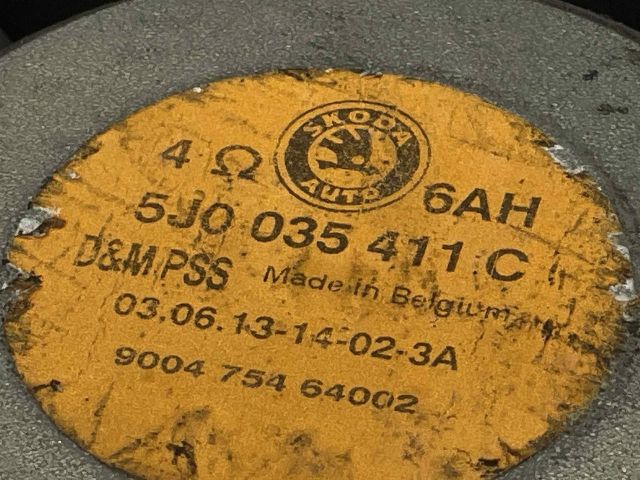 SKODA
AUTO
4 Ω 6AH
5J0 035 411 C
D&M PSS Made in Belgium
03.06.13-14-02-3A
9004 754 64002